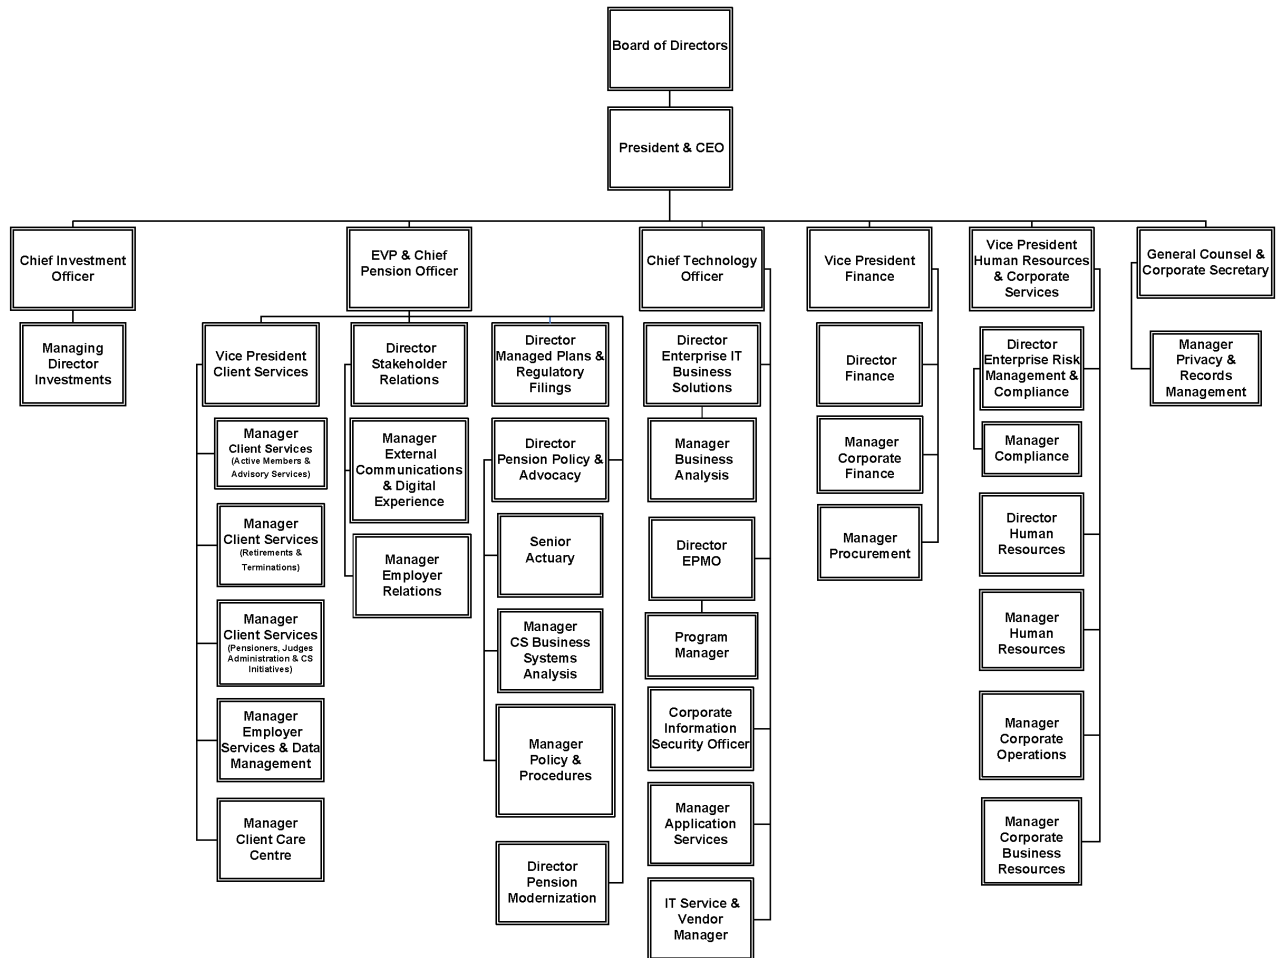 Board of Directors
President & CEO
Chief Investment
Officer
EVP & Chief
Pension Officer
Chief Technology
Officer
Vice President
Finance
Vice President
Human Resources
& Corporate
Services
General Counsel &
Corporate Secretary
Managing
Director
Investments
Vice President
Client Services
Manager
Client Services
(Active Members &
Advisory Services)
Manager
Client Services
(Retirements &
Terminations)
Manager
Client Services
(Pensioners, Judges
Administration & CS
Initiatives)
Manager
Employer
Services & Data
Management
Manager
Client Care
Centre
Director
Stakeholder
Relations
Manager
External
Communications
& Digital
Experience
Manager
Employer
Relations
Director
Managed Plans &
Regulatory
Filings
Director
Pension Policy &
Advocacy
Senior
Actuary
Manager
CS Business
Systems
Analysis
Manager
Policy &
Procedures
Director
Pension
Modernization
Director
Enterprise IT
Business
Solutions
Manager
Business
Analysis
Director
EPMO
Program
Manager
Corporate
Information
Security Officer
Manager
Application
Services
IT Service &
Vendor
Manager
Director
Finance
Manager
Corporate
Finance
Manager
Procurement
Director
Enterprise Risk
Management &
Compliance
Manager
Compliance
Director
Human
Resources
Manager
Human
Resources
Manager
Corporate
Operations
Manager
Corporate
Business
Resources
Manager
Privacy &
Records
Management